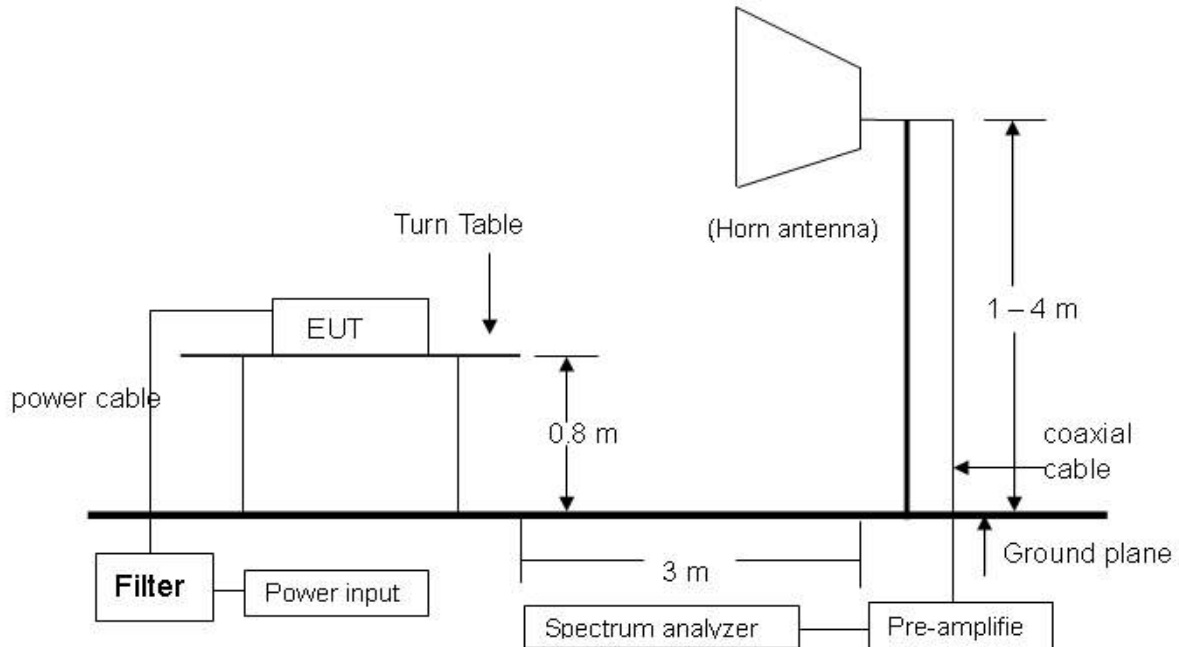 Turn Table
(Horn antenna)
EUT
1 – 4 m
power cable
0.8 m
coaxial
cable
Ground plane
Filter
Power input
3 m
Spectrum analyzer
Pre-amplifie